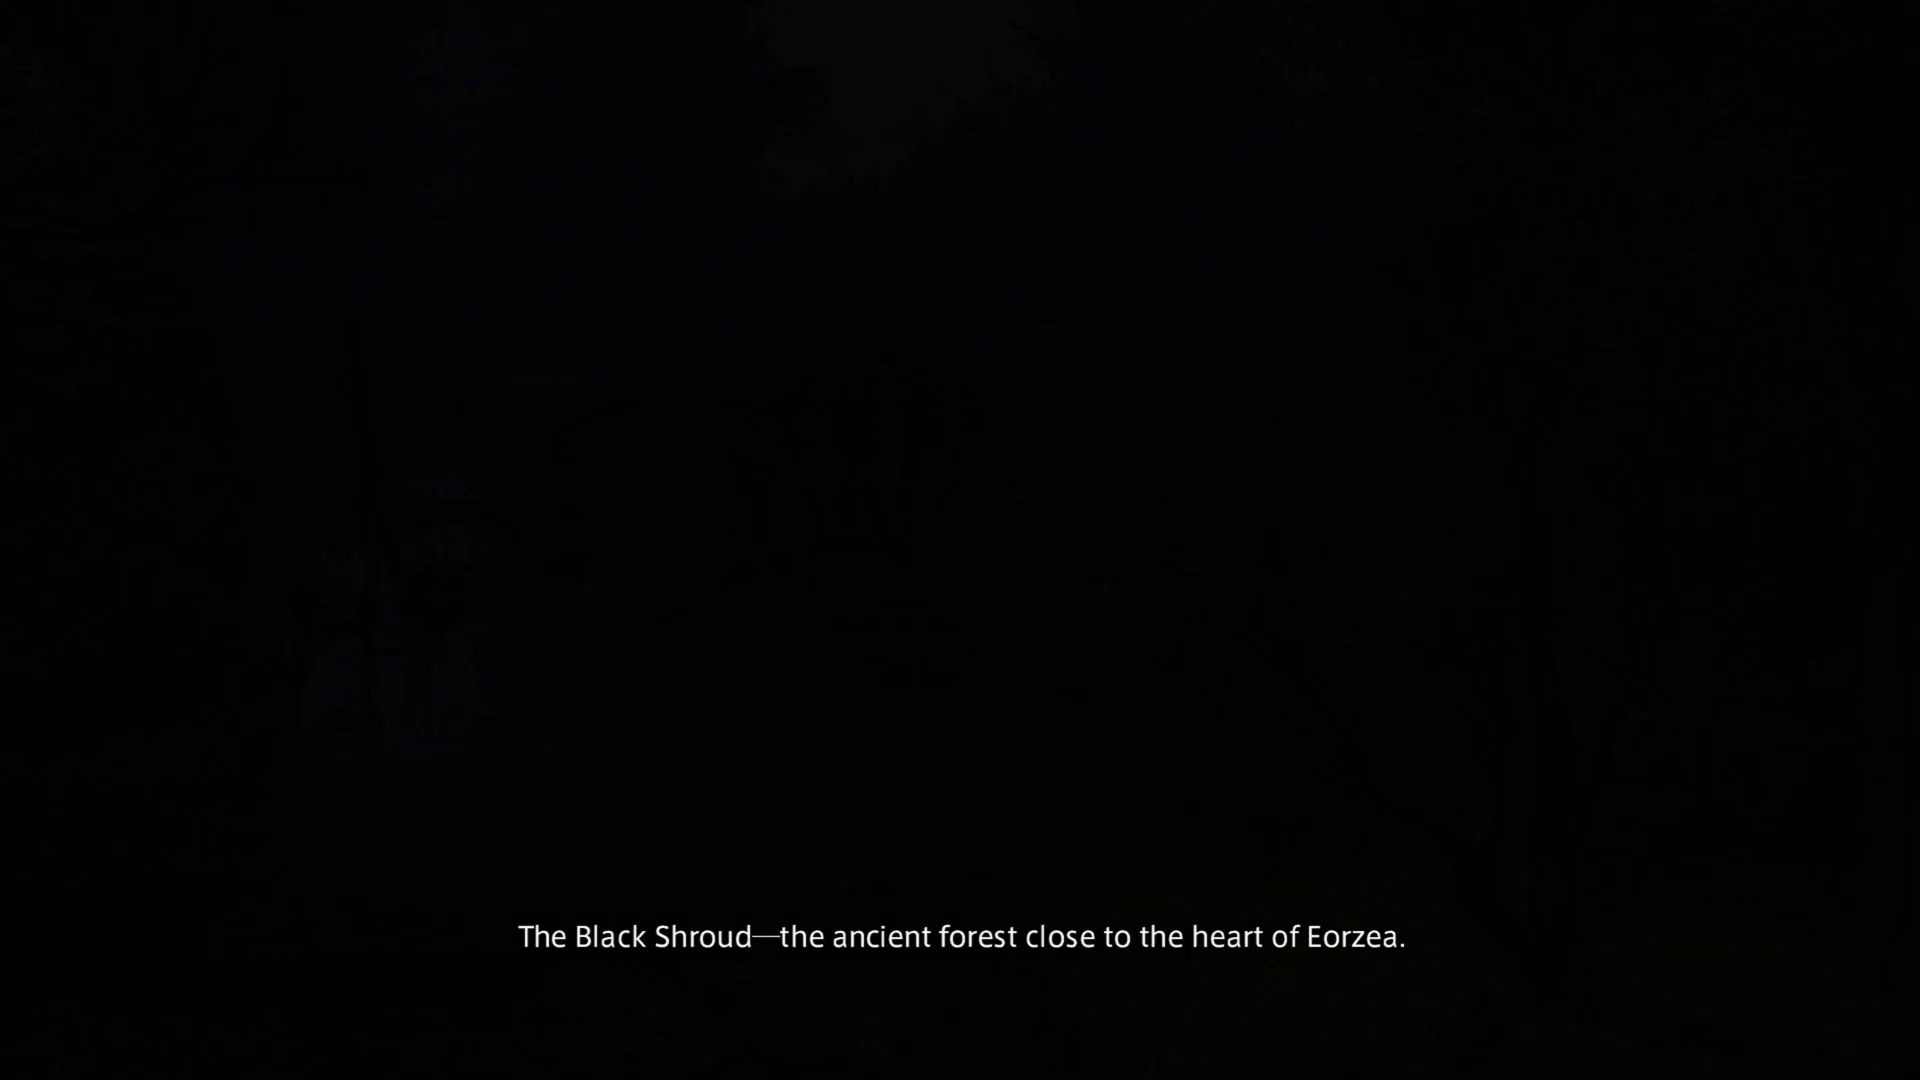 The Black Shroud—the ancient forest close to the heart of Eorzea.